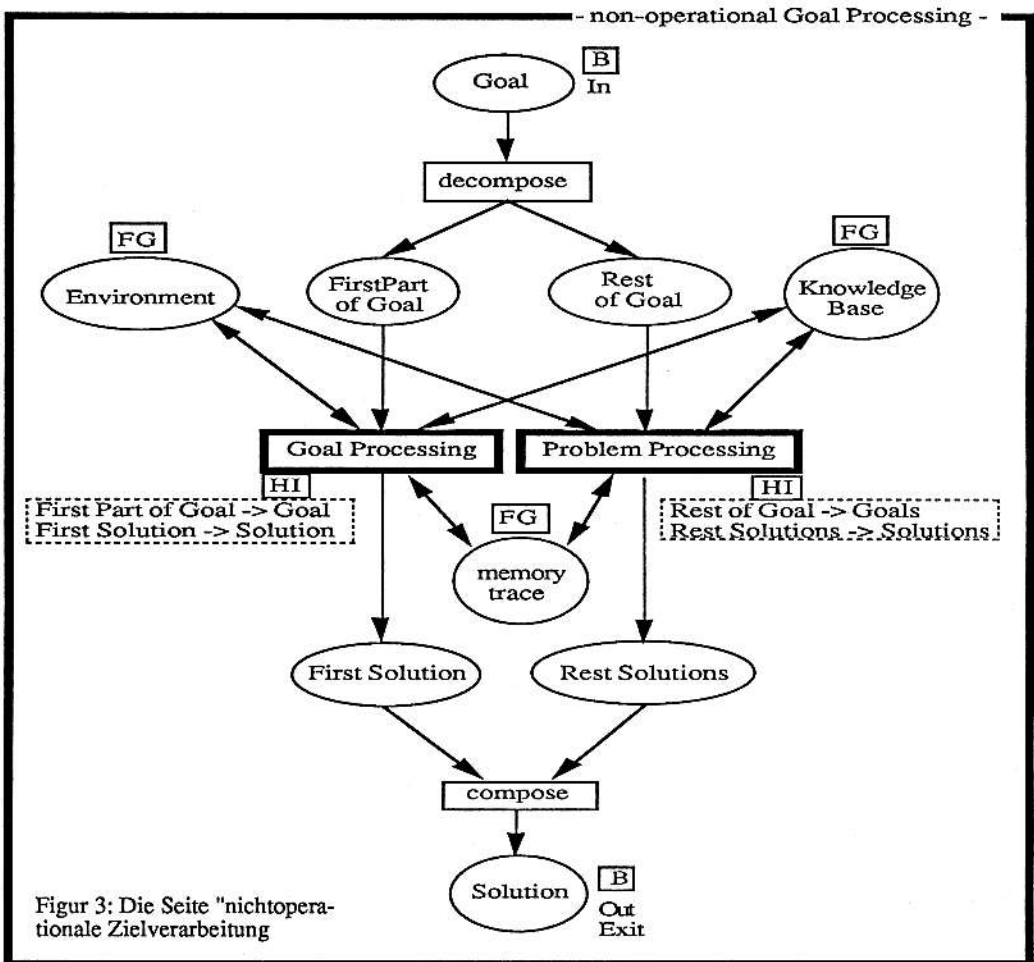 - non-operational Goal Processing -
Goal
B
In
decompose
FG
FG
Environment
FirstPart
of Goal
Rest
of Goal
Knowledge
Base
Goal Processing
Problem Processing
HI
HI
First Part of Goal -> Goal
First Solution -> Solution
Rest of Goal -> Goals
Rest Solutions -> Solutions
FG
memory
trace
First Solution
Rest Solutions
compose
Solution
B
Out
Exit
Figur 3: Die Seite "nichtopera-
tionale Zielverarbeitung